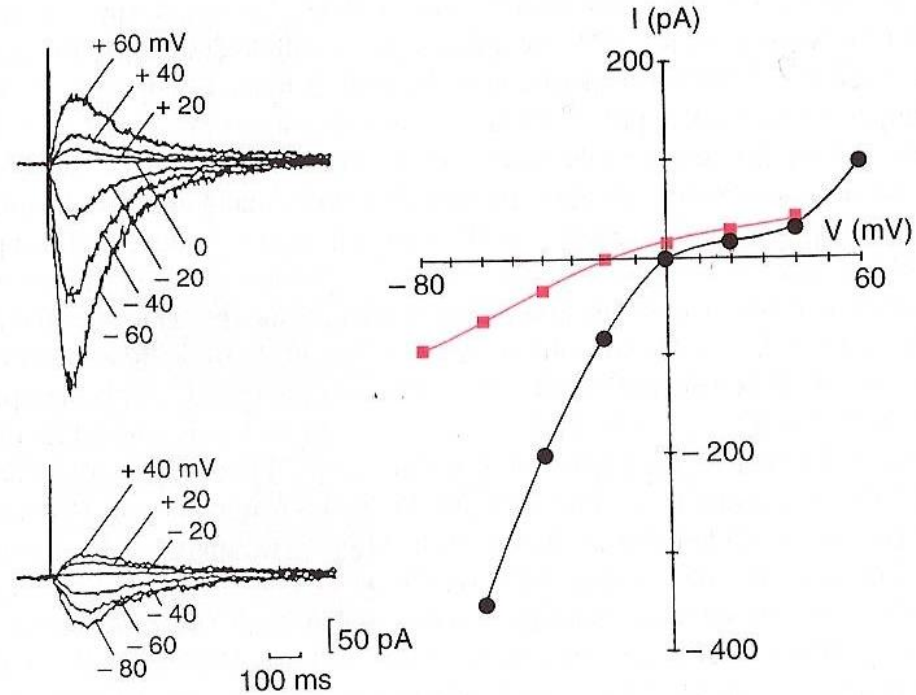 + 60 mV
+ 40
+ 20
0
− 20
− 40
− 60
+ 40 mV
+ 20
− 20
− 40
− 60
− 80
50 pA
100 ms
I (pA)
200
V (mV)
− 80
60
− 200
− 400